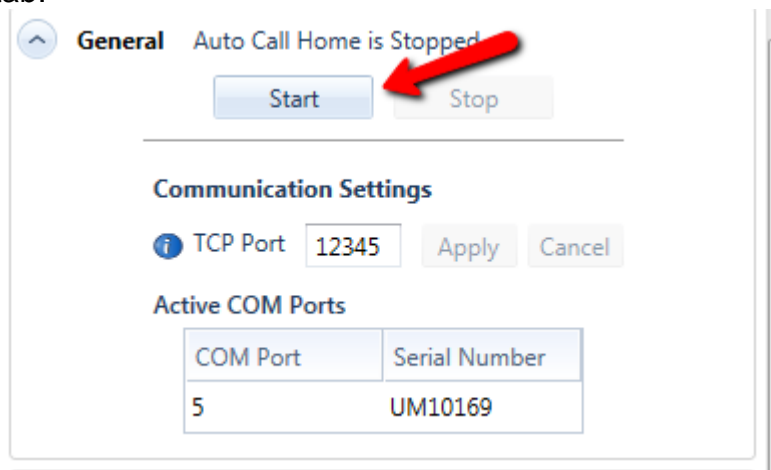 General Auto Call Home is Stopped
Start Stop
Communication Settings
TCP Port 12345 Apply Cancel
Active COM Ports
COM Port Serial Number
5 UM10169